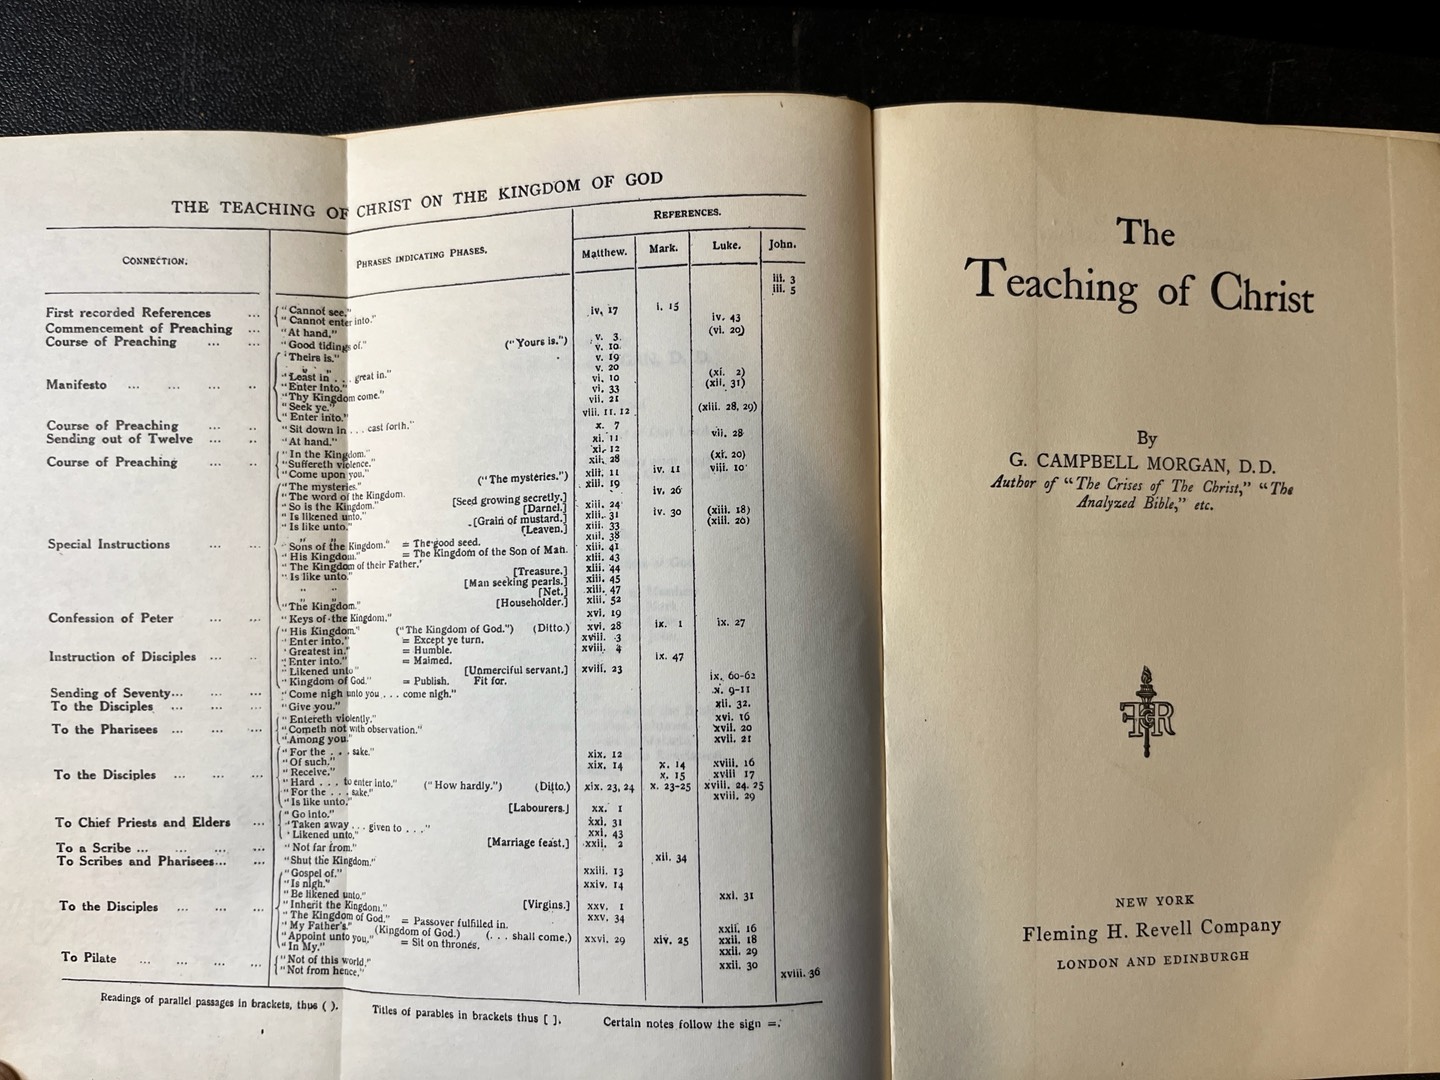 THE TEACHING OF CHRIST ON THE KINGDOM OF GOD
CONNECTION.
PHRASES INDICATING PHASES.
REFERENCES.
Matthew. Mark. Luke. John.
iii. 3
First recorded References ... "Cannot see." iii. 5
"Cannot enter into."
Commencement of Preaching ... "At hand." iv. 17 i. 15
Course of Preaching ... ... "Good tidings of." iv. 43
"Theirs is." ("Yours is.") v. 3 (vi. 20)
" " v. 10
"Least in . . . great in." v. 19
Manifesto ... ... ... .. "Enter into." v. 20
"Thy Kingdom come." vi. 10 (xi. 2)
"Seek ye." vi. 33 (xii. 31)
"Enter into." vii. 21
Course of Preaching ... .. "Sit down in . . . cast forth." viii. 11, 12 (xiii. 28, 29)
Sending out of Twelve ... .. "At hand." x. 7
"In the Kingdom." xi. 11 vii. 28
Course of Preaching ... .. "Suffereth violence." xi. 12
"Come upon you." xii. 28 (xi. 20)
"The mysteries." ("The mysteries.") xiii. 11 iv. 11 viii. 10
"The word of the Kingdom. xiii. 19
"So is the Kingdom." [Seed growing secretly.] iv. 26
"Is likened unto." [Darnel.] xiii. 24
"Is like unto." [Grain of mustard.] xiii. 31 iv. 30 (xiii. 18)
" " [Leaven.] xiii. 33 (xiii. 20)
Special Instructions ... ... "Sons of the Kingdom." = The good seed. xiii. 38
"His Kingdom." = The Kingdom of the Son of Man. xiii. 41
"The Kingdom of their Father.' xiii. 43
"Is like unto." [Treasure.] xiii. 44
" " [Man seeking pearls.] xiii. 45
" " [Net.] xiii. 47
"The Kingdom." [Householder.] xiii. 52
Confession of Peter ... ... "Keys of the Kingdom." xvi. 19
"His Kingdom." ("The Kingdom of God.") (Ditto.) xvi. 28 ix. 1 ix. 27
"Enter into." = Except ye turn. xviii. 3
"Greatest in." = Humble. xviii. 4
Instruction of Disciples ... ... "Enter into." = Maimed. ix. 47
"Likened unto" [Unmerciful servant.] xviii. 23
"Kingdom of God." = Publish. Fit for. ix. 60-62
Sending of Seventy... ... ... "Come nigh unto you . . . come nigh." x. 9-11
To the Disciples ... ... ... "Give you." xii. 32.
"Entereth violently." xvi. 16
To the Pharisees ... ... ... "Cometh not with observation." xvii. 20
"Among you." xvii. 21
"For the . . . sake." xix. 12
"Of such." xix. 14 x. 14 xviii. 16
To the Disciples ... ... ... "Receive." x. 15 xviii 17
"Hard . . . to enter into." ("How hardly.") (Ditto.) xix. 23, 24 x. 23-25 xviii. 24, 25
"For the . . . sake." xviii. 29
"Is like unto." [Labourers.] xx. 1
To Chief Priests and Elders ... "Go into." xxi. 31
"Taken away . . . given to . . ." xxi. 43
"Likened unto." [Marriage feast.] xxii. 2
To a Scribe ... ... ... ... "Not far from." xii. 34
To Scribes and Pharisees... ... "Shut the Kingdom." xxiii. 13
"Gospel of." xxiv. 14
"Is nigh." xxi. 31
"Be likened unto." [Virgins.] xxv. 1
To the Disciples ... ... ... "Inherit the Kingdom." xxv. 34
"The Kingdom of God." = Passover fulfilled in. xxii. 16
"My Father's." (Kingdom of God.) (. . . shall come.) xxvi. 29 xiv. 25 xxii. 18
"Appoint unto you." = Sit on thrones. xxii. 29
"In My." xxii. 30
To Pilate ... ... ... ... "Not of this world." xviii. 36
"Not from hence."
Readings of parallel passages in brackets, thus ( ). Titles of parables in brackets thus [ ]. Certain notes follow the sign =.
The
Teaching of Christ
By
G. CAMPBELL MORGAN, D.D.
Author of "The Crises of The Christ," "The
Analyzed Bible," etc.
NEW YORK
Fleming H. Revell Company
LONDON AND EDINBURGH